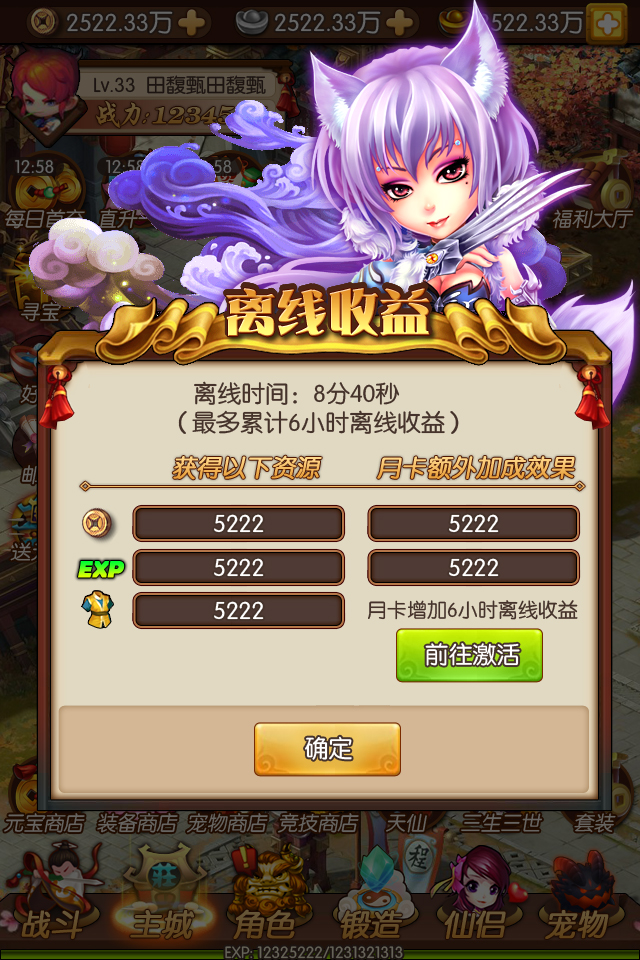 2522.33万
2522.33万
2522.33万
Lv.33 田馥甄田馥甄
战力:12345
12:58
12:58
58
每日首充
直升一
福利大厅
寻宝
离线收益
离线时间：8分40秒
（最多累计6小时离线收益）
获得以下资源
月卡额外加成效果
5222
5222
EXP
5222
5222
5222
月卡增加6小时离线收益
前往激活
好
邮
送
确定
元宝商店
装备商店
宠物商店
竞技商店
天仙
三生三世
套装
战斗
主城
角色
锻造
仙侣
宠物
EXP: 12325222/1231321313